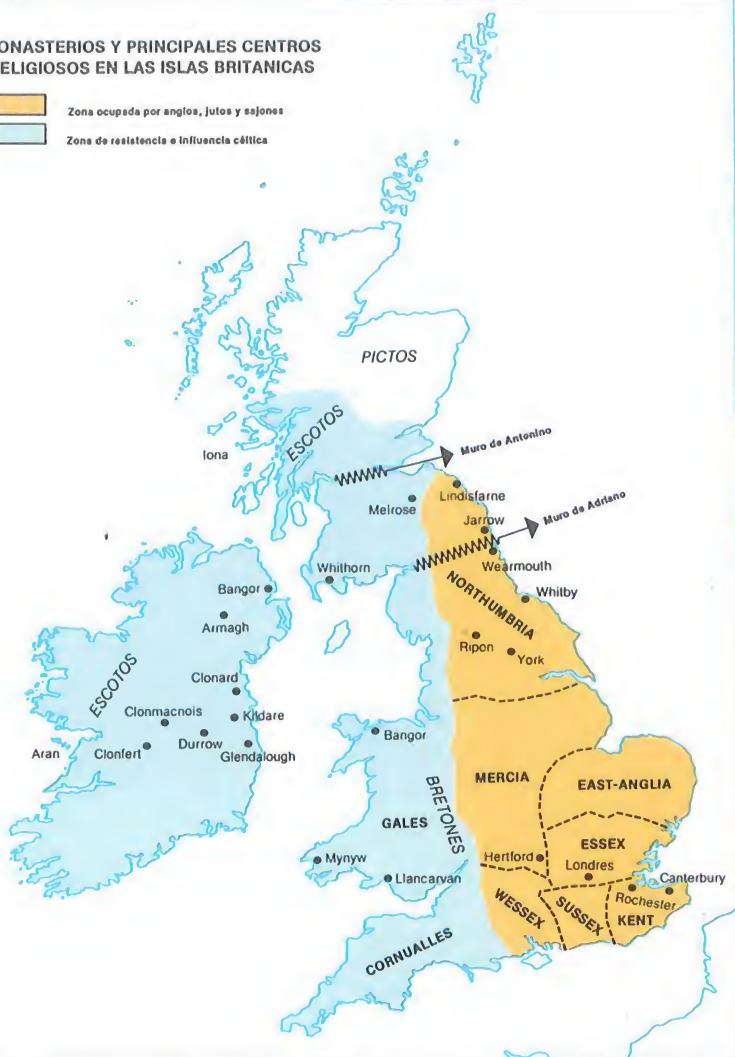 ONASTERIOS Y PRINCIPALES CENTROS
ELIGIOSOS EN LAS ISLAS BRITANICAS
Zona ocupada por anglos, jutos y sajones
Zona de resistencia e influencia céltica
PICTOS
ESCOTOS
Iona
Muro de Antonino
Lindisfarne
Melrose
Jarrow
Muro de Adriano
Wearmouth
Whithorn
Whitby
NORTHUMBRIA
Bangor
Armagh
Ripon
York
ESCOTOS
Clonard
Clonmacnois
Kildare
Aran
Clonfert
Durrow
Glendalough
Bangor
MERCIA
EAST-ANGLIA
BRETONES
GALES
ESSEX
Hertford
Londres
Mynyw
Llancarvan
Canterbury
Rochester
WESSEX
SUSSEX
KENT
CORNUALLES